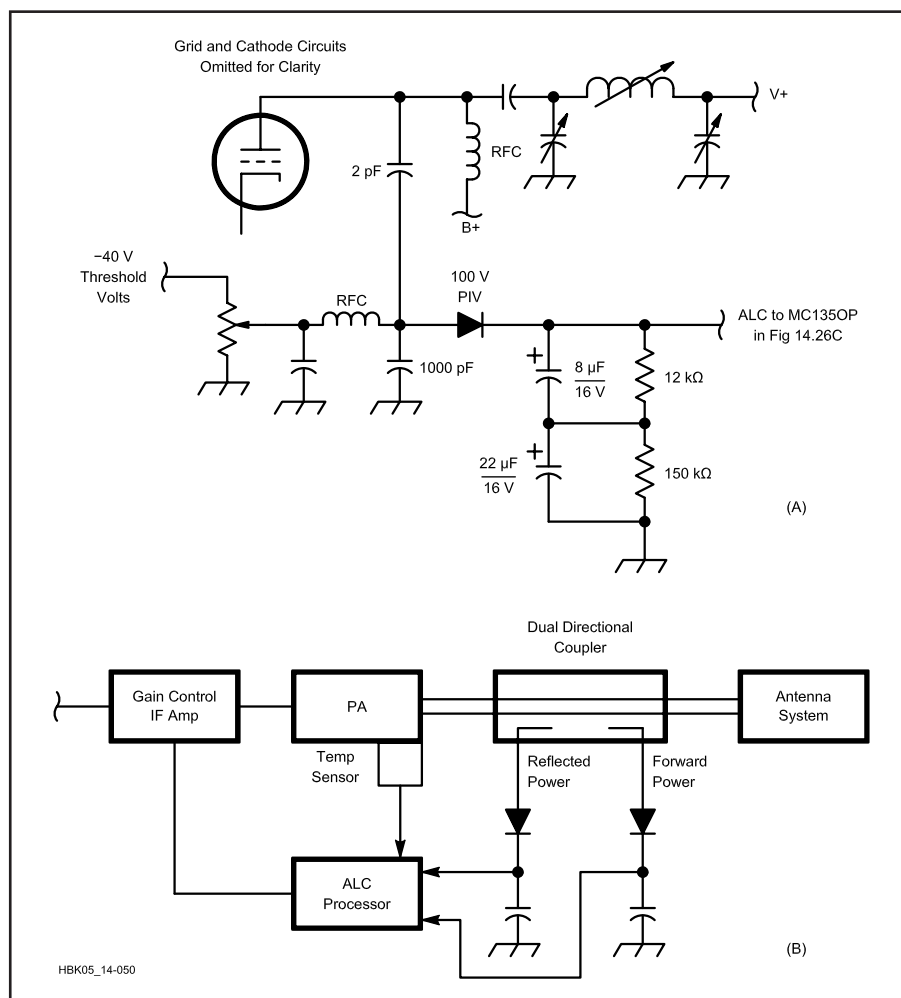 Grid and Cathode Circuits
Omitted for Clarity
V+
RFC
2 pF
B+
−40 V
Threshold
Volts
RFC
100 V
PIV
ALC to MC135OP
in Fig 14.26C
1000 pF
+
8 µF
16 V
12 kΩ
+
22 µF
16 V
150 kΩ
(A)
Dual Directional
Coupler
Gain Control
IF Amp
PA
Antenna
System
Temp
Sensor
Reflected
Power
Forward
Power
ALC
Processor
(B)
HBK05_14-050